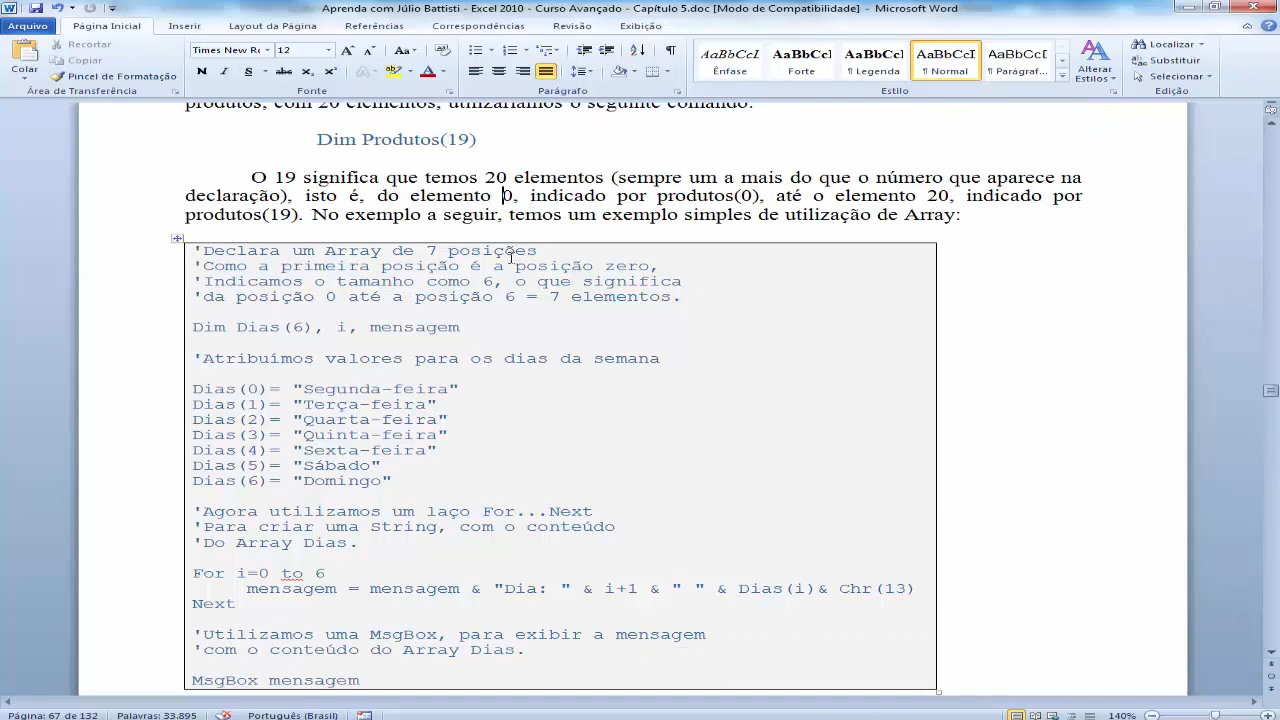 Aprenda com Júlio Battisti - Excel 2010 - Curso Avançado - Capítulo 5.doc [Modo de Compatibilidade] - Microsoft Word
Arquivo Página Inicial Inserir Layout da Página Referências Correspondências Revisão Exibição
Colar
Recortar
Copiar
Pincel de Formatação
Área de Transferência
Times New Ro 12
N I S abc x₂ x²
Fonte
Parágrafo
AaBbCcI AaBbCcI AaBbCcI AaBbCcI AaBbCcI
Ênfase Forte ¶ Legenda ¶ Normal ¶ Parágraf...
Alterar Estilos
Estilo
Localizar
Substituir
Selecionar
Edição
produtos, com 20 elementos, utilizaríamos o seguinte comando:
Dim Produtos(19)
O 19 significa que temos 20 elementos (sempre um a mais do que o número que aparece na
declaração), isto é, do elemento 0, indicado por produtos(0), até o elemento 20, indicado por
produtos(19). No exemplo a seguir, temos um exemplo simples de utilização de Array:
'Declara um Array de 7 posições
'Como a primeira posição é a posição zero,
'Indicamos o tamanho como 6, o que significa
'da posição 0 até a posição 6 = 7 elementos.
Dim Dias(6), i, mensagem
'Atribuímos valores para os dias da semana
Dias(0)= "Segunda-feira"
Dias(1)= "Terça-feira"
Dias(2)= "Quarta-feira"
Dias(3)= "Quinta-feira"
Dias(4)= "Sexta-feira"
Dias(5)= "Sábado"
Dias(6)= "Domingo"
'Agora utilizamos um laço For...Next
'Para criar uma String, com o conteúdo
'Do Array Dias.
For i=0 to 6
mensagem = mensagem & "Dia: " & i+1 & " " & Dias(i)& Chr(13)
Next
'Utilizamos uma MsgBox, para exibir a mensagem
'com o conteúdo do Array Dias.
MsgBox mensagem
Página: 67 de 132 Palavras: 33.895 Português (Brasil) 140%